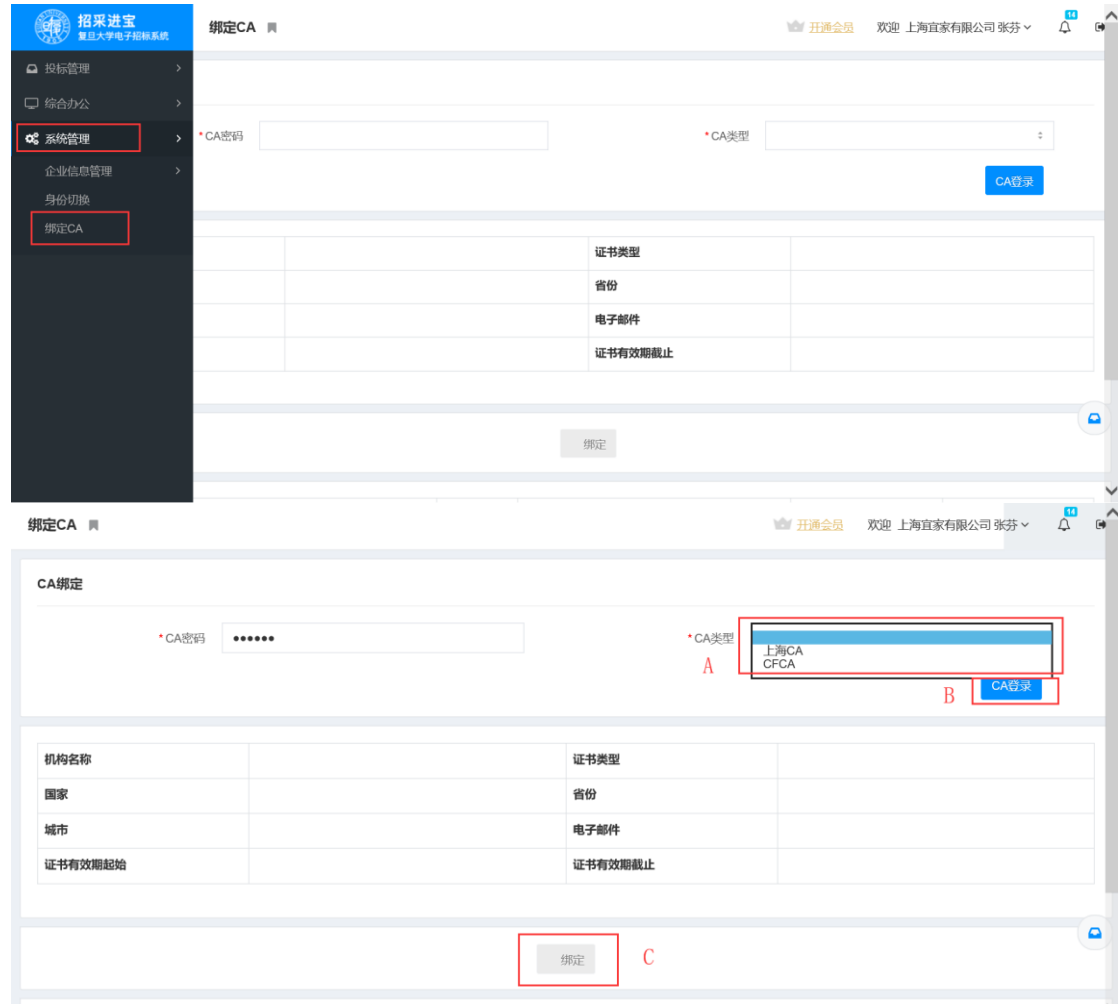 招采进宝
复旦大学电子招标系统
绑定CA
开通会员
欢迎 上海宜家有限公司 张芬
14
投标管理
综合办公
系统管理
企业信息管理
身份切换
绑定CA
*CA密码
*CA类型
CA登录
证书类型
省份
电子邮件
证书有效期截止
绑定
绑定CA
开通会员
欢迎 上海宜家有限公司 张芬
14
CA绑定
*CA密码 ●●●●●●
*CA类型
上海CA
CFCA
A
B
CA登录
机构名称 证书类型
国家 省份
城市 电子邮件
证书有效期起始 证书有效期截止
绑定
C